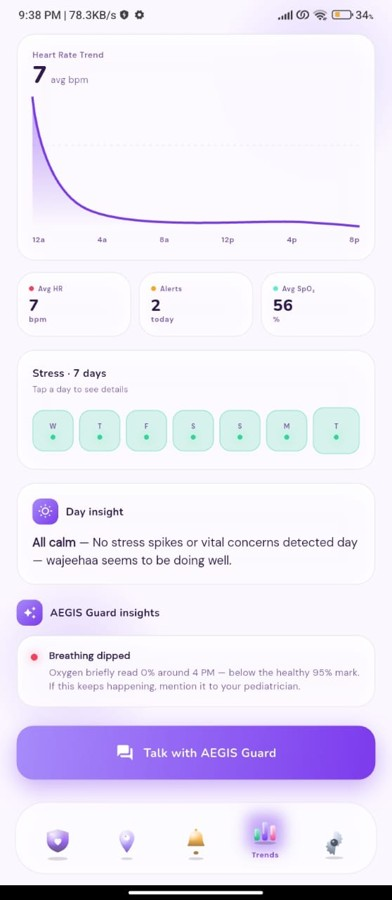 9:38 PM | 78.3KB/s
34%
Heart Rate Trend
7 avg bpm
12a 4a 8a 12p 4p 8p
Avg HR
7
bpm
Alerts
2
today
Avg SpO₂
56
%
Stress · 7 days
Tap a day to see details
W T F S S M T
Day insight
All calm — No stress spikes or vital concerns detected day
— wajeehaa seems to be doing well.
AEGIS Guard insights
Breathing dipped
Oxygen briefly read 0% around 4 PM — below the healthy 95% mark.
If this keeps happening, mention it to your pediatrician.
Talk with AEGIS Guard
Trends